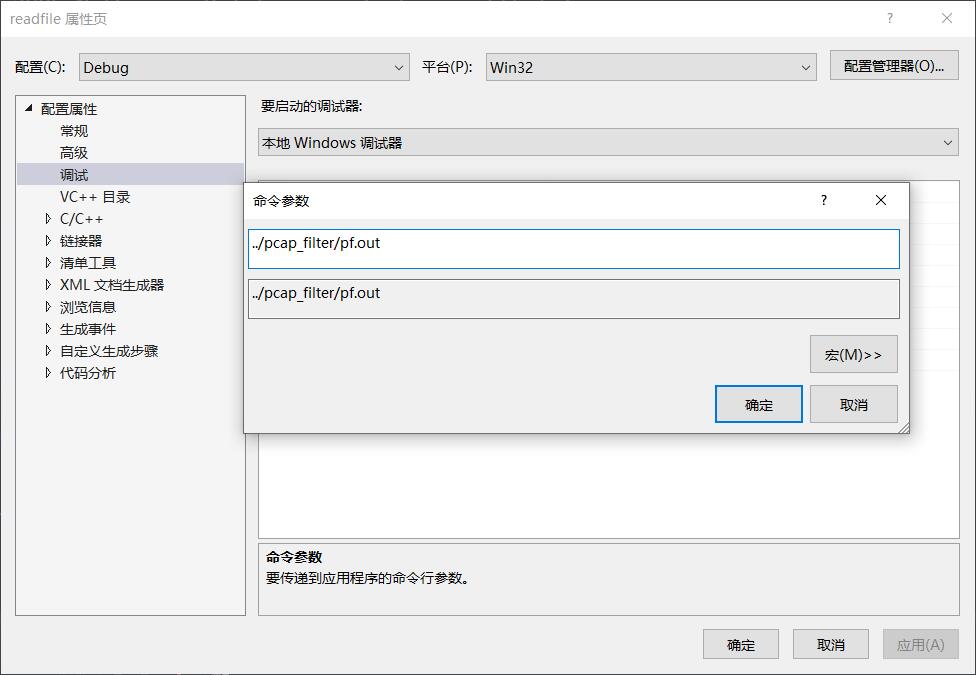 readfile 属性页
配置(C): Debug 平台(P): Win32 配置管理器(O)...
配置属性
常规
高级
调试
VC++ 目录
C/C++
链接器
清单工具
XML 文档生成器
浏览信息
生成事件
自定义生成步骤
代码分析
要启动的调试器:
本地 Windows 调试器
命令参数 ?
../pcap_filter/pf.out
../pcap_filter/pf.out
宏(M)>>
确定 取消
命令参数
要传递到应用程序的命令行参数。
确定 取消 应用(A)